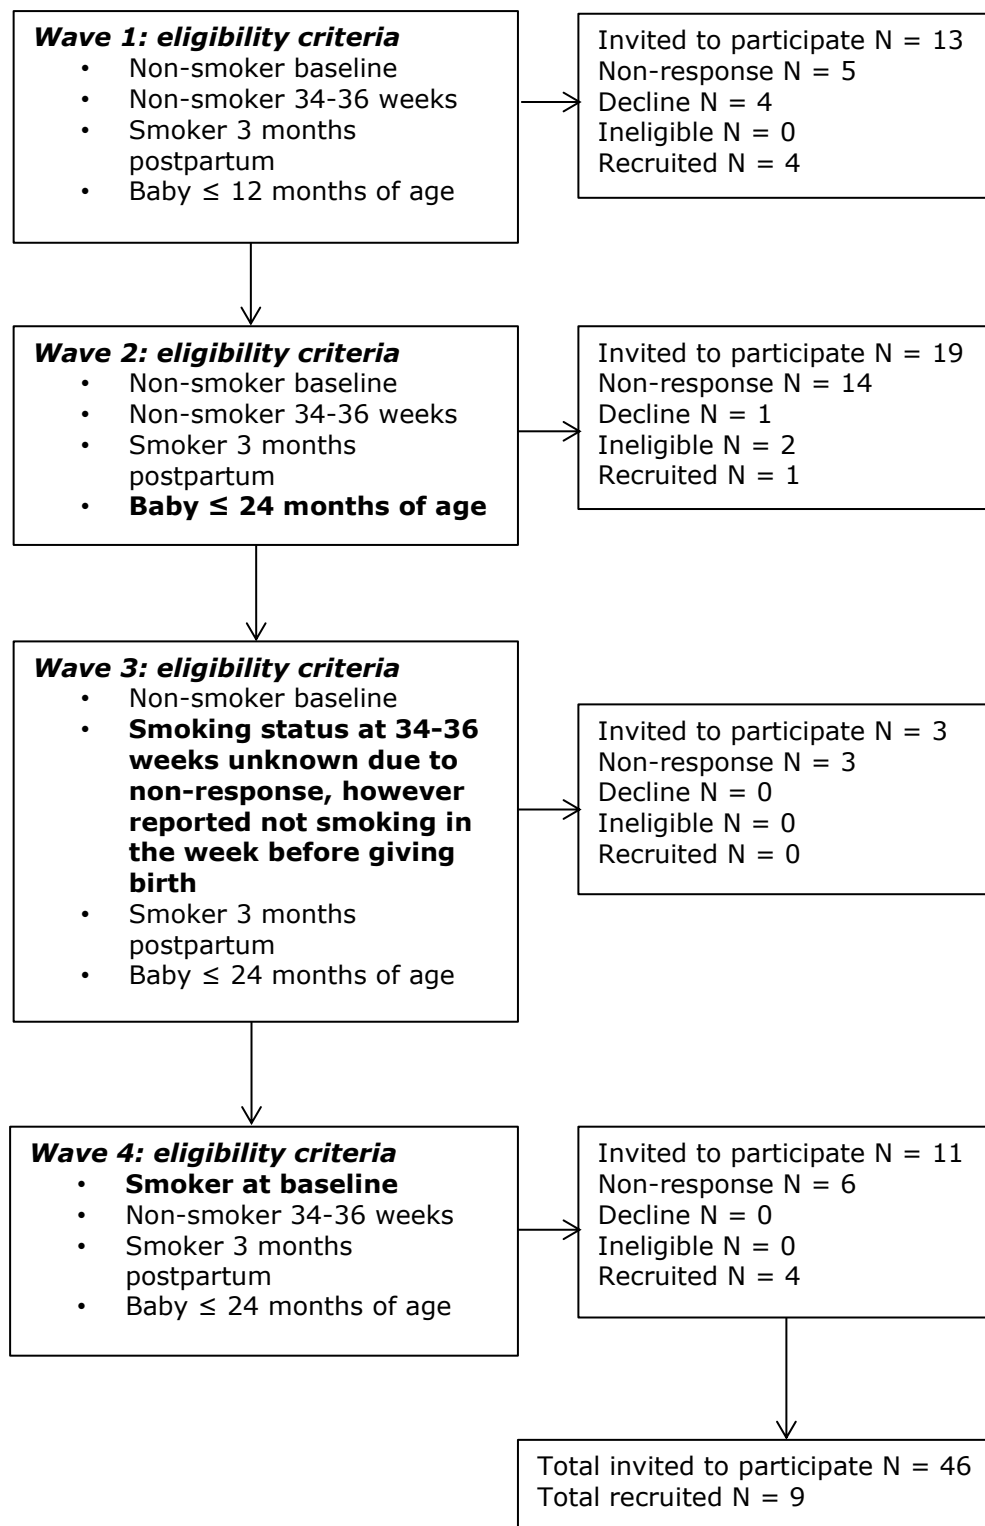 Wave 1: eligibility criteria
• Non-smoker baseline
• Non-smoker 34-36 weeks
• Smoker 3 months
postpartum
• Baby ≤ 12 months of age
Invited to participate N = 13
Non-response N = 5
Decline N = 4
Ineligible N = 0
Recruited N = 4
Wave 2: eligibility criteria
• Non-smoker baseline
• Non-smoker 34-36 weeks
• Smoker 3 months
postpartum
• Baby ≤ 24 months of age
Invited to participate N = 19
Non-response N = 14
Decline N = 1
Ineligible N = 2
Recruited N = 1
Wave 3: eligibility criteria
• Non-smoker baseline
• Smoking status at 34-36
weeks unknown due to
non-response, however
reported not smoking in
the week before giving
birth
• Smoker 3 months
postpartum
• Baby ≤ 24 months of age
Invited to participate N = 3
Non-response N = 3
Decline N = 0
Ineligible N = 0
Recruited N = 0
Wave 4: eligibility criteria
• Smoker at baseline
• Non-smoker 34-36 weeks
• Smoker 3 months
postpartum
• Baby ≤ 24 months of age
Invited to participate N = 11
Non-response N = 6
Decline N = 0
Ineligible N = 0
Recruited N = 4
Total invited to participate N = 46
Total recruited N = 9